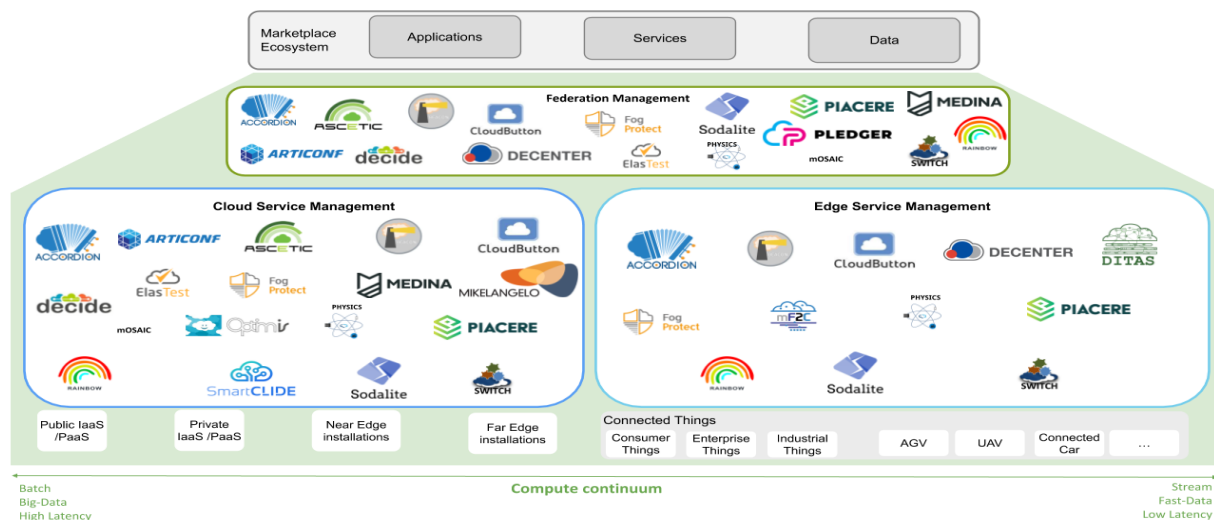 Marketplace
Ecosystem
Applications
Services
Data
Federation Management
ACCORDION
ASCETIC
CloudButton
Fog
Protect
Sodalite
PIACERE
MEDINA
ARTICONF
decide
DECENTER
ElasTest
PHYSICS
PLEDGER
mOSAIC
SWITCH
RAINBOW
Cloud Service Management
ACCORDION
ARTICONF
ASCETIC
CloudButton
decide
ElasTest
Fog
Protect
MEDINA
MIKELANGELO
mOSAIC
Optimis
PHYSICS
PIACERE
RAINBOW
SmartCLIDE
Sodalite
SWITCH
Edge Service Management
ACCORDION
CloudButton
DECENTER
DITAS
Fog
Protect
mF2C
PHYSICS
PIACERE
RAINBOW
Sodalite
SWITCH
Public IaaS
/PaaS
Private
IaaS /PaaS
Near Edge
installations
Far Edge
installations
Connected Things
Consumer
Things
Enterprise
Things
Industrial
Things
AGV
UAV
Connected
Car
…
Compute continuum
Batch
Big-Data
High Latency
Stream
Fast-Data
Low Latency